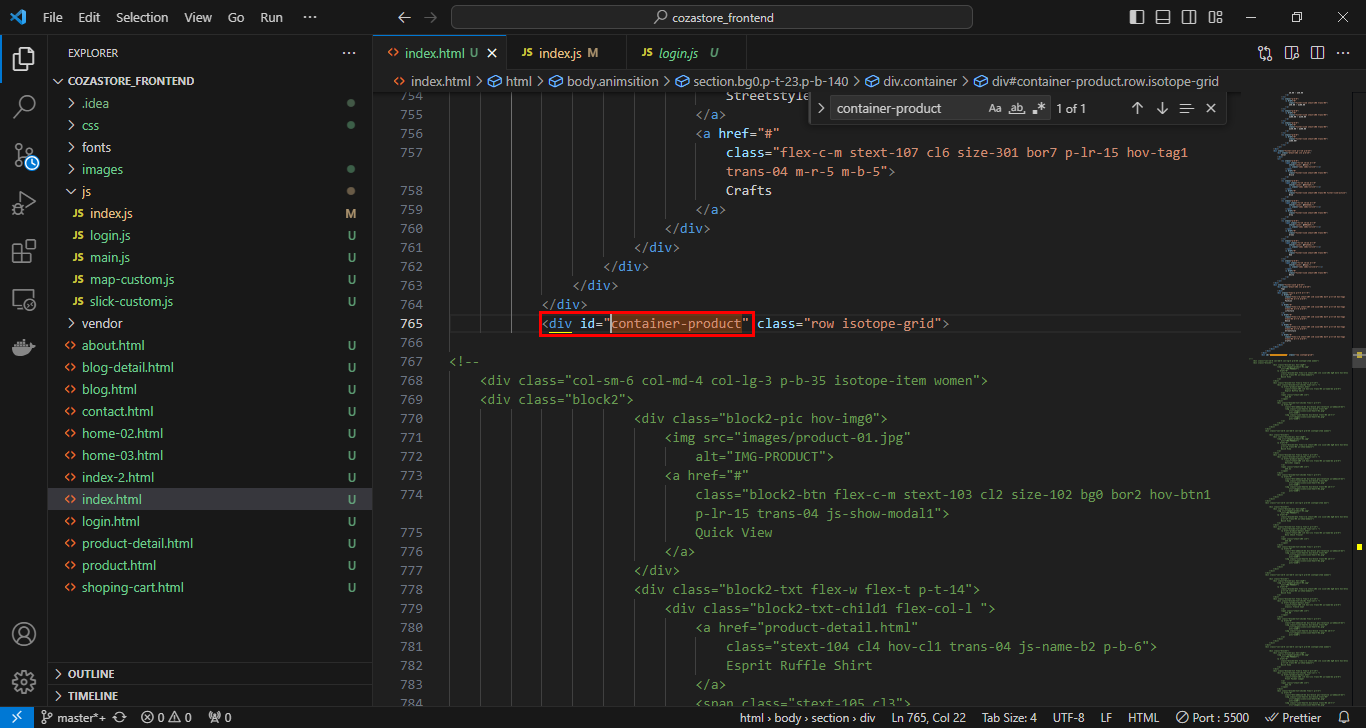 File Edit Selection View Go Run ···
cozastore_frontend
EXPLORER ···
COZASTORE_FRONTEND
.idea
css
fonts
images
js
JS index.js M
JS login.js U
JS main.js U
JS map-custom.js U
JS slick-custom.js U
vendor
<> about.html U
<> blog-detail.html U
<> blog.html U
<> contact.html U
<> home-02.html U
<> home-03.html U
<> index-2.html U
<> index.html U
<> login.html U
<> product-detail.html U
<> product.html U
<> shoping-cart.html U
OUTLINE
TIMELINE
<> index.html U
JS index.js M
JS login.js U
<> index.html > html > body.animsition > section.bg0.p-t-23.p-b-140 > div.container > div#container-product.row.isotope-grid
container-product Aa ab .* 1 of 1
754 Streetstyle
755 </a>
756 <a href="#"
757 class="flex-c-m stext-107 cl6 size-301 bor7 p-lr-15 hov-tag1
trans-04 m-r-5 m-b-5">
758 Crafts
759 </a>
760 </div>
761 </div>
762 </div>
763 </div>
764 </div>
765 <div id="container-product" class="row isotope-grid">
766
767 <!--
768 <div class="col-sm-6 col-md-4 col-lg-3 p-b-35 isotope-item women">
769 <div class="block2">
770 <div class="block2-pic hov-img0">
771 <img src="images/product-01.jpg"
772 alt="IMG-PRODUCT">
773 <a href="#"
774 class="block2-btn flex-c-m stext-103 cl2 size-102 bg0 bor2 hov-btn1
p-lr-15 trans-04 js-show-modal1">
775 Quick View
776 </a>
777 </div>
778 <div class="block2-txt flex-w flex-t p-t-14">
779 <div class="block2-txt-child1 flex-col-l ">
780 <a href="product-detail.html"
781 class="stext-104 cl4 hov-cl1 trans-04 js-name-b2 p-b-6">
782 Esprit Ruffle Shirt
783 </a>
784 <span class="stext-105 cl3">
master*+ 0 0 0 html > body > section > div Ln 765, Col 22 Tab Size: 4 UTF-8 LF HTML Port : 5500 Prettier